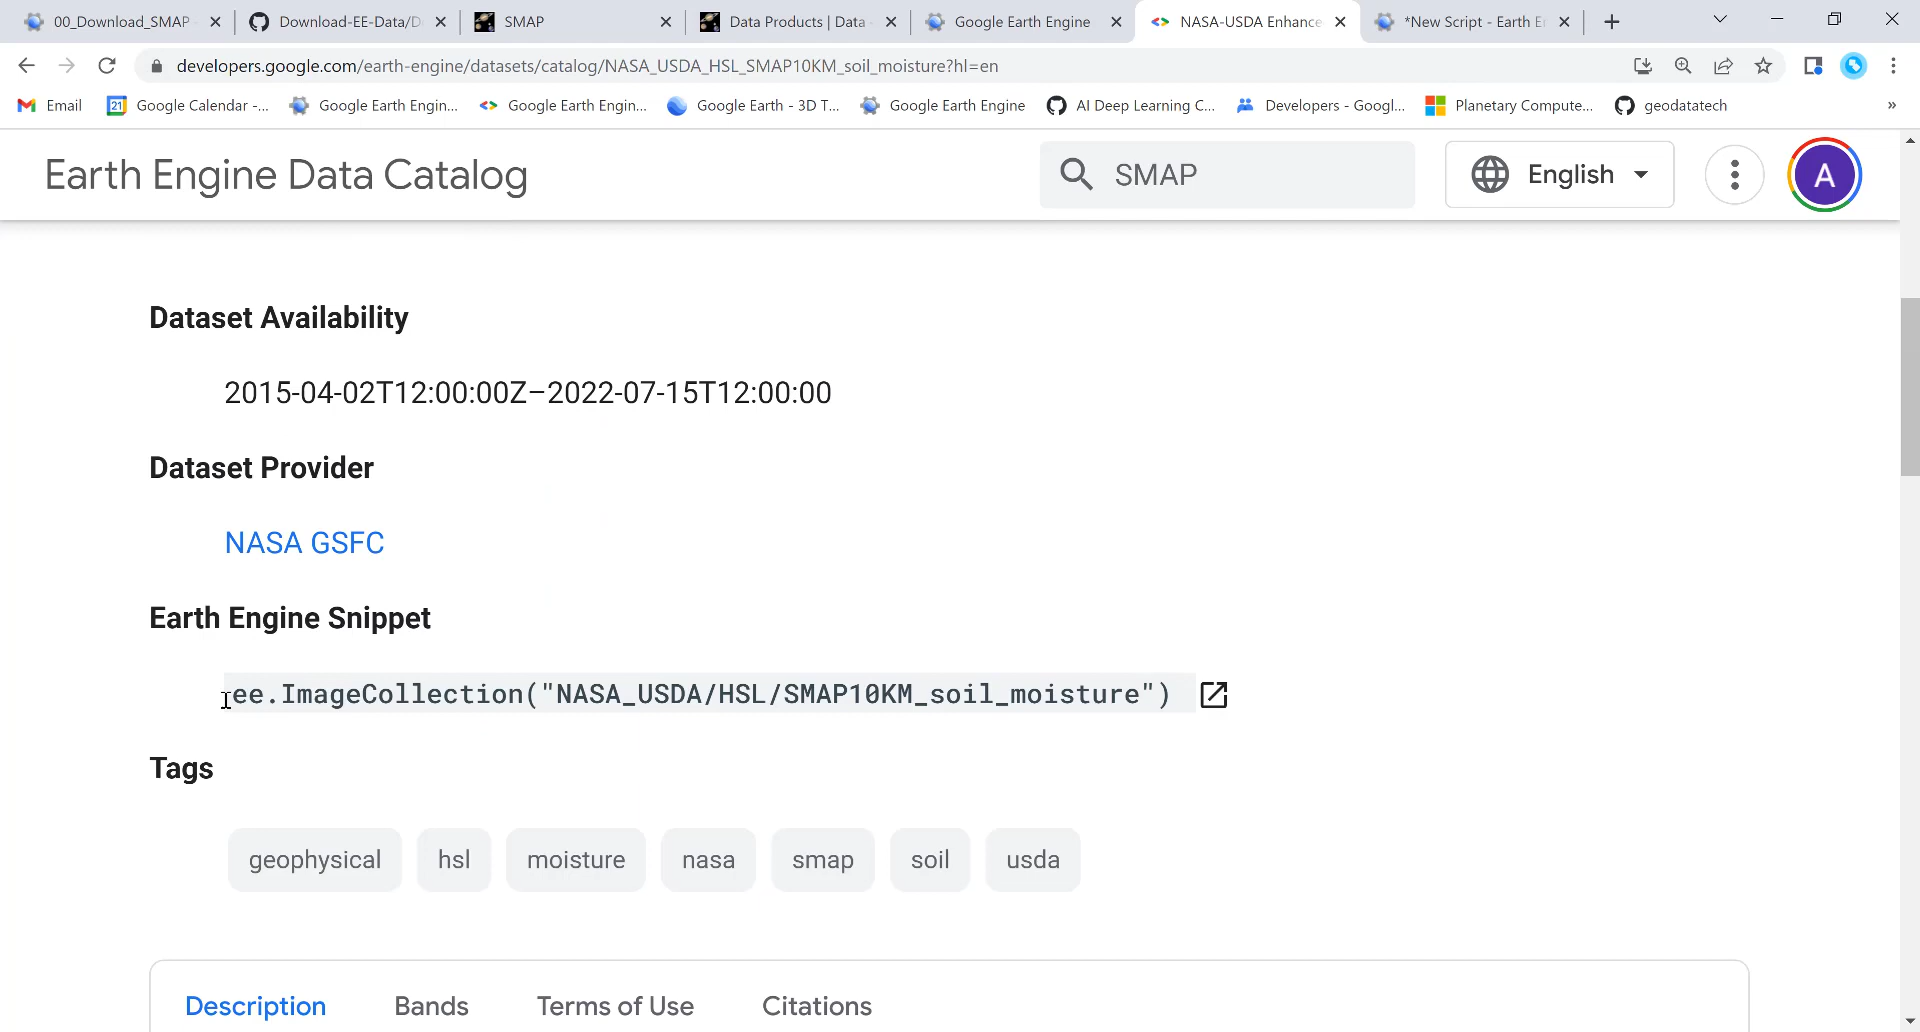 00_Download_SMAP
Download-EE-Data/D
SMAP
Data Products | Data -
Google Earth Engine
NASA-USDA Enhance
*New Script - Earth E
developers.google.com/earth-engine/datasets/catalog/NASA_USDA_HSL_SMAP10KM_soil_moisture?hl=en
Email
21
Google Calendar -...
Google Earth Engin...
Google Earth Engin...
Google Earth - 3D T...
Google Earth Engine
AI Deep Learning C...
Developers - Googl...
Planetary Compute...
geodatatech
»
Earth Engine Data Catalog
SMAP
English
A
Dataset Availability
2015-04-02T12:00:00Z–2022-07-15T12:00:00
Dataset Provider
NASA GSFC
Earth Engine Snippet
ee.ImageCollection("NASA_USDA/HSL/SMAP10KM_soil_moisture")
Tags
geophysical
hsl
moisture
nasa
smap
soil
usda
Description
Bands
Terms of Use
Citations